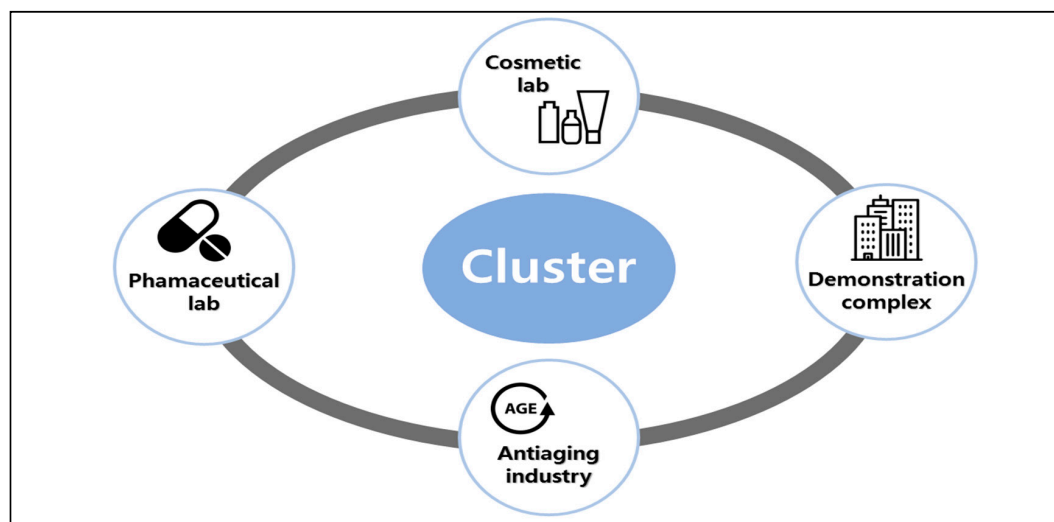 Cosmetic
lab
Phamaceutical
lab
Cluster
Demonstration
complex
AGE
Antiaging
industry